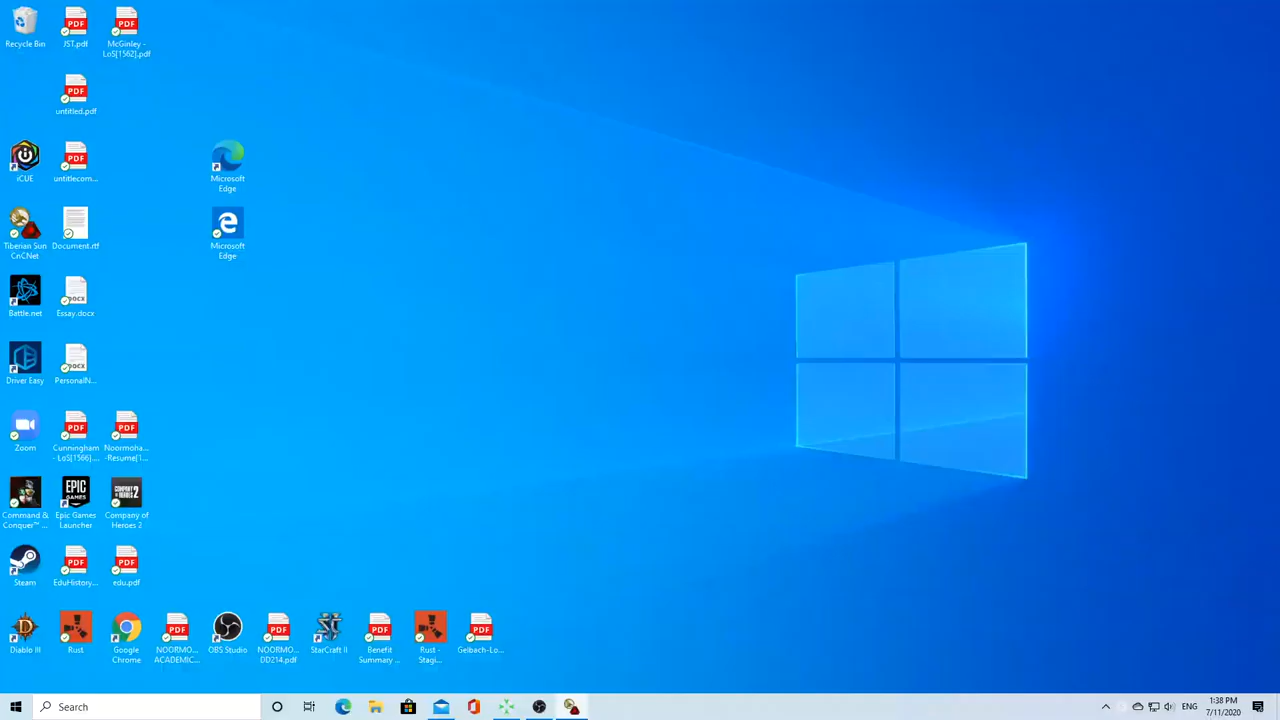 Recycle Bin
JST.pdf
McGinley -
LoS[1562].pdf
untitled.pdf
iCUE
untitlecom...
Microsoft
Edge
Tiberian Sun
CnCNet
Document.rtf
Microsoft
Edge
Battle.net
Essay.docx
Driver Easy
PersonalN...
Zoom
Cunningham
- LoS[1566]....
Noormoha...
-Resume['1...
Command &
Conquer™ ...
Epic Games
Launcher
Company of
Heroes 2
Steam
EduHistory...
edu.pdf
Diablo III
Rust
Google
Chrome
NOORMO...
ACADEMIC...
OBS Studio
NOORMO...
DD214.pdf
StarCraft II
Benefit
Summary ...
Rust -
Stagi...
Gelbach-Lo...
Search
ENG
1:38 PM
7/11/2020